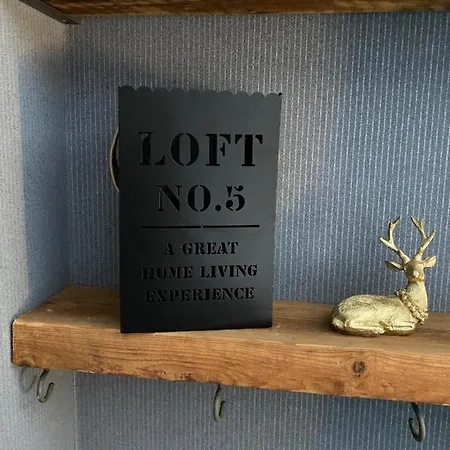 LOFT
NO.5
A GREAT
HOME LIVING
EXPERIENCE